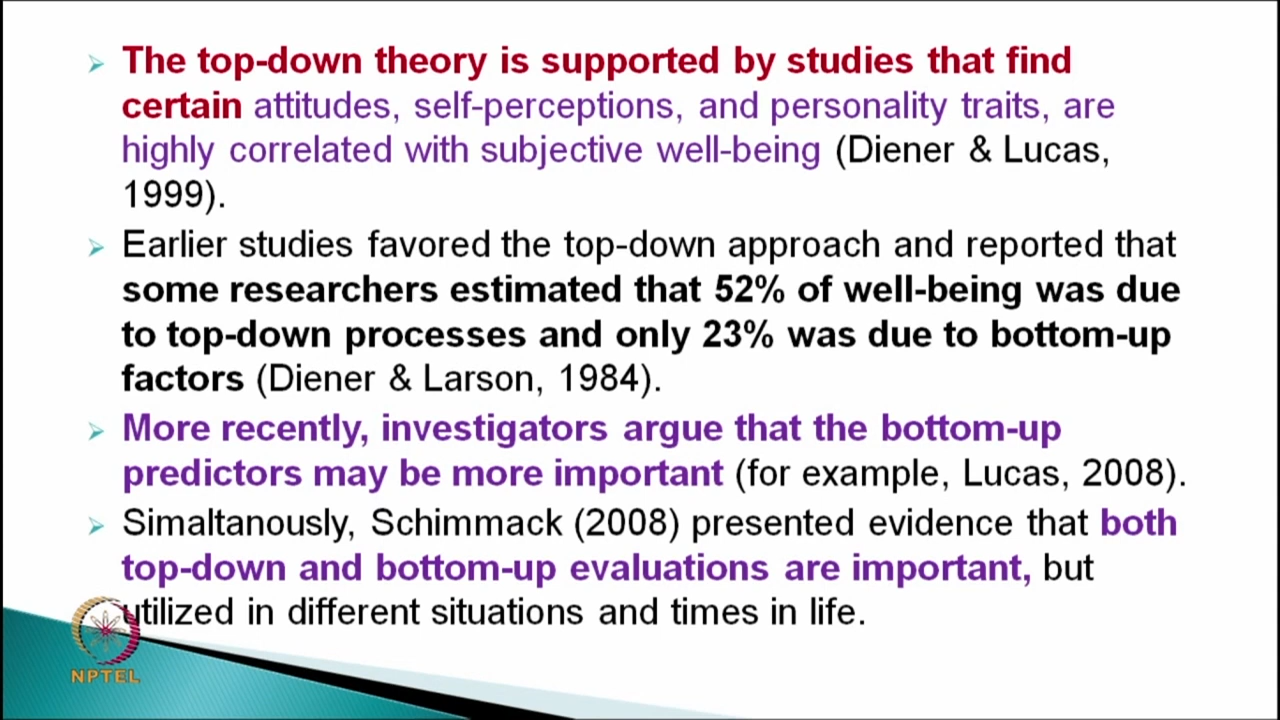 The top-down theory is supported by studies that find
certain attitudes, self-perceptions, and personality traits, are
highly correlated with subjective well-being (Diener & Lucas,
1999).
Earlier studies favored the top-down approach and reported that
some researchers estimated that 52% of well-being was due
to top-down processes and only 23% was due to bottom-up
factors (Diener & Larson, 1984).
More recently, investigators argue that the bottom-up
predictors may be more important (for example, Lucas, 2008).
Simaltanously, Schimmack (2008) presented evidence that both
top-down and bottom-up evaluations are important, but
utilized in different situations and times in life.
NPTEL